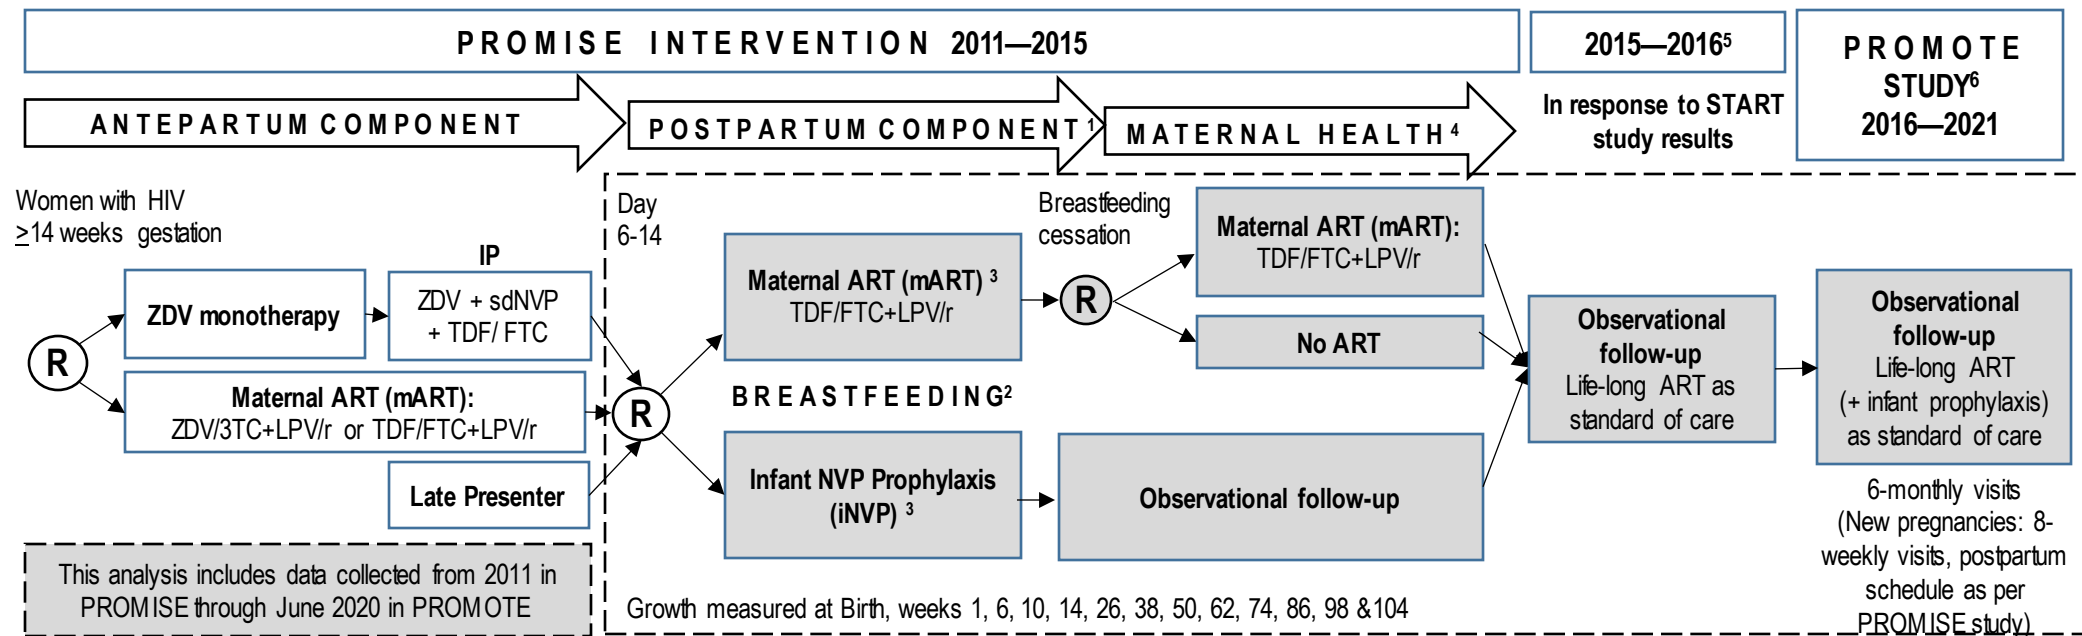 PROMISE INTERVENTION 2011—2015
2015—2016⁵
PROMOTE
STUDY⁶
2016—2021
ANTEPARTUM COMPONENT
POSTPARTUM COMPONENT ¹
MATERNAL HEALTH ⁴
In response to START
study results
Women with HIV
≥14 weeks gestation
R
ZDV monotherapy
IP
ZDV + sdNVP
+ TDF/ FTC
Maternal ART (mART):
ZDV/3TC+LPV/r or TDF/FTC+LPV/r
Late Presenter
This analysis includes data collected from 2011 in
PROMISE through June 2020 in PROMOTE
Day
6-14
R
Maternal ART (mART) ³
TDF/FTC+LPV/r
BREASTFEEDING²
Infant NVP Prophylaxis
(iNVP) ³
Breastfeeding
cessation
R
Maternal ART (mART):
TDF/FTC+LPV/r
No ART
Observational follow-up
Observational
follow-up
Life-long ART as
standard of care
Observational
follow-up
Life-long ART
(+ infant prophylaxis)
as standard of care
6-monthly visits
(New pregnancies: 8-
weekly visits, postpartum
schedule as per
PROMISE study)
Growth measured at Birth, weeks 1, 6, 10, 14, 26, 38, 50, 62, 74, 86, 98 &104